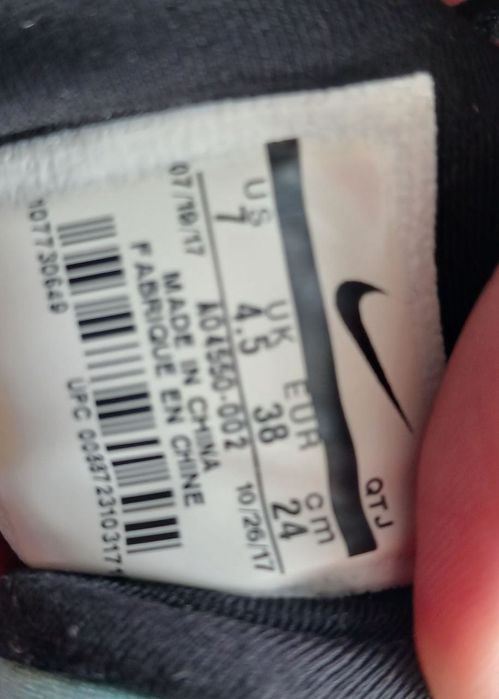 QTJ
US UK EUR cm
7 4.5 38 24
07/19/17 AO4550-002 10/26/17
MADE IN CHINA
FABRIQUE EN CHINE
UPC
107730649